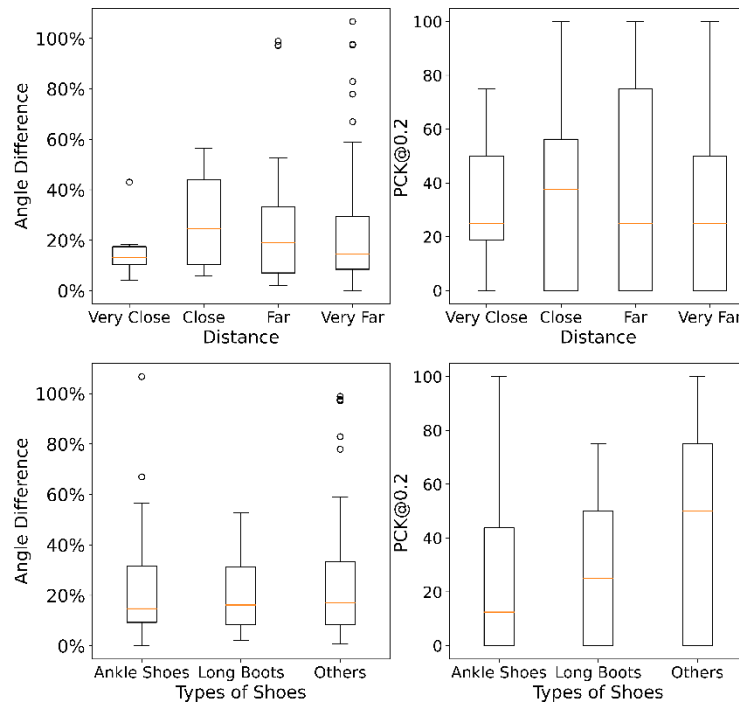 100%
80%
60%
40%
20%
0%
Angle Difference
Very Close Close Far Very Far
Distance
100
80
60
40
20
0
PCK@0.2
Very Close Close Far Very Far
Distance
100%
80%
60%
40%
20%
0%
Angle Difference
Ankle Shoes Long Boots Others
Types of Shoes
100
80
60
40
20
0
PCK@0.2
Ankle Shoes Long Boots Others
Types of Shoes